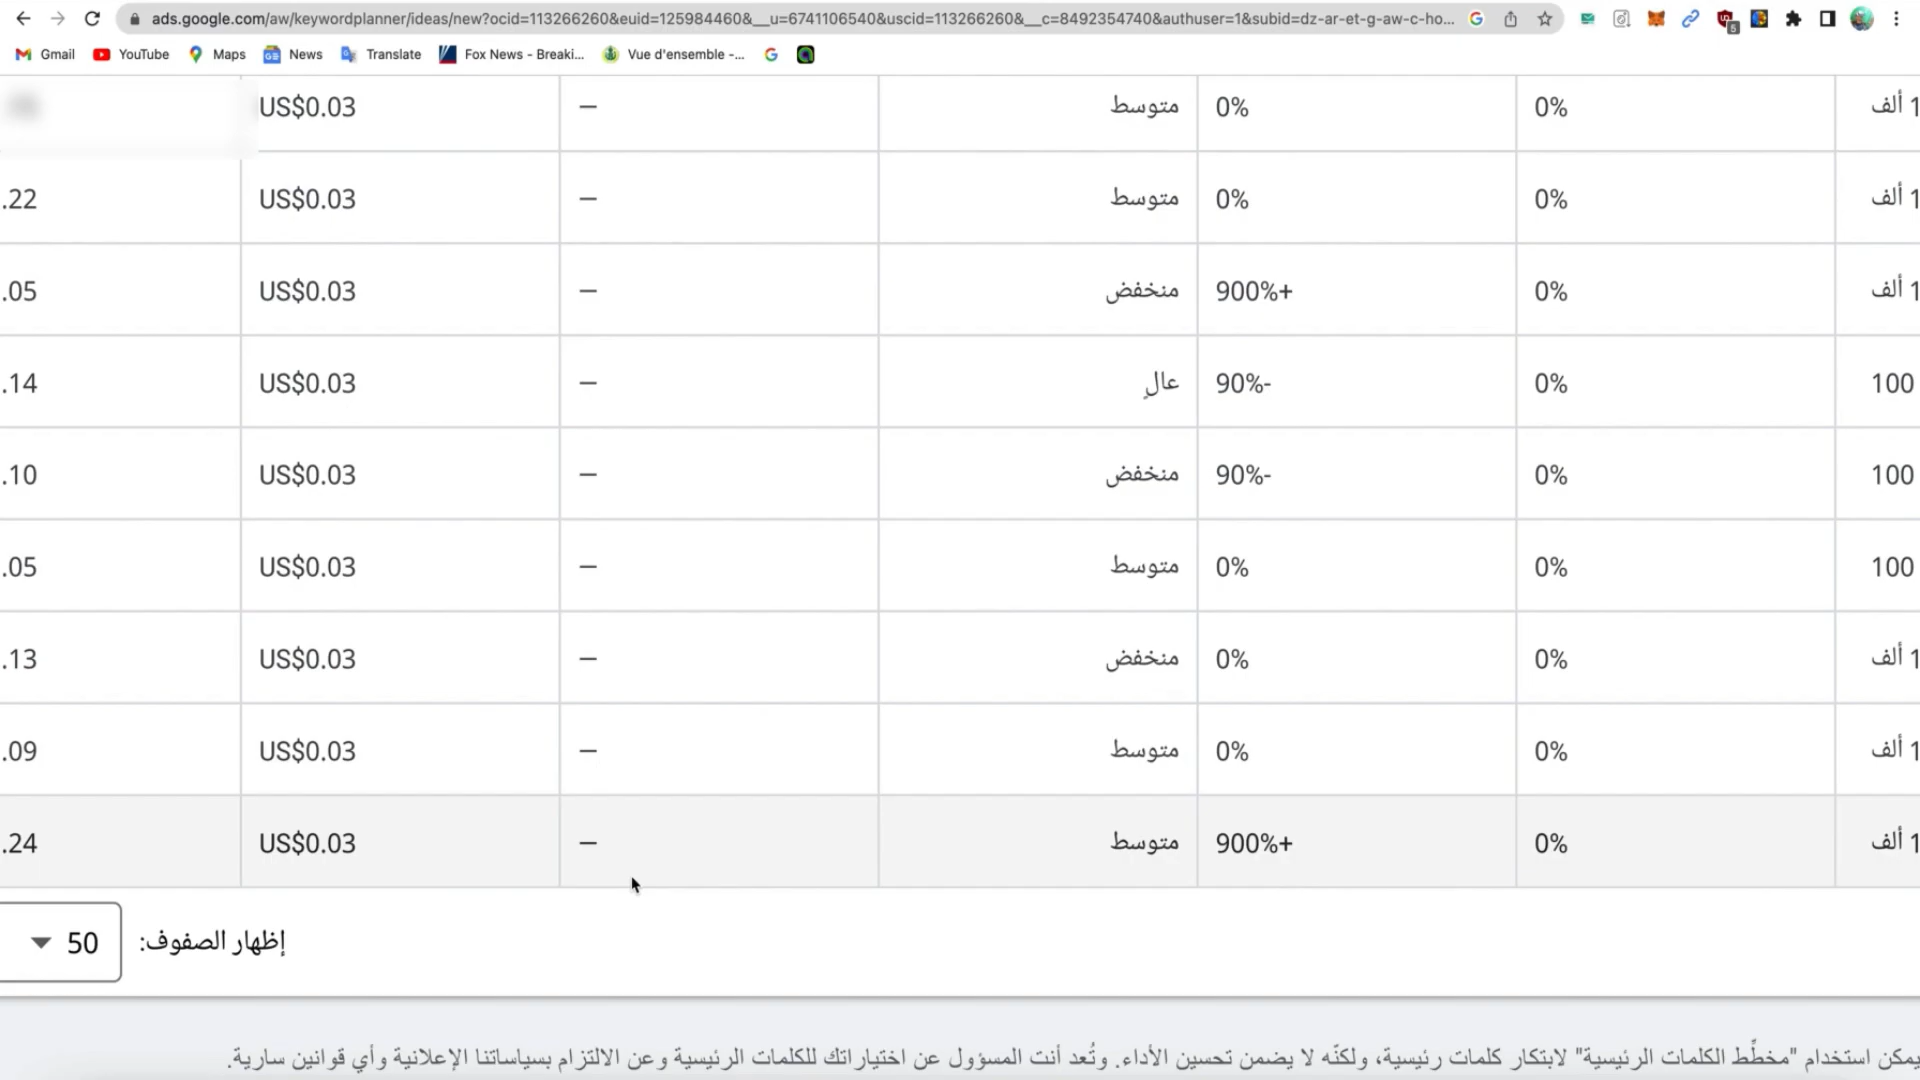 ads.google.com/aw/keywordplanner/ideas/new?ocid=113266260&euid=125984460&__u=6741106540&uscid=113266260&__c=8492354740&authuser=1&subid=dz-ar-et-g-aw-c-ho...
5
Gmail YouTube Maps News Translate Fox News - Breaki... Vue d'ensemble -...
US$0.03 – متوسط 0% 0% 1 ألف
.22 US$0.03 – متوسط 0% 0% 1 ألف
.05 US$0.03 – منخفض 900%+ 0% 1 ألف
.14 US$0.03 – عالٍ 90%- 0% 100
.10 US$0.03 – منخفض 90%- 0% 100
.05 US$0.03 – متوسط 0% 0% 100
.13 US$0.03 – منخفض 0% 0% 1 ألف
.09 US$0.03 – متوسط 0% 0% 1 ألف
.24 US$0.03 – متوسط 900%+ 0% 1 ألف
إظهار الصفوف: 50
يمكن استخدام "مخطِّط الكلمات الرئيسية" لابتكار كلمات رئيسية، ولكنّه لا يضمن تحسين الأداء. وتُعد أنت المسؤول عن اختياراتك للكلمات الرئيسية وعن الالتزام بسياساتنا الإعلانية وأي قوانين سارية.